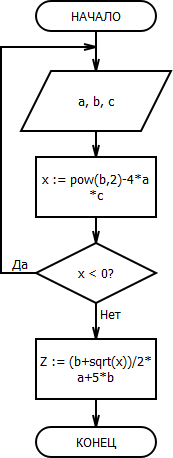 НАЧАЛО
a, b, c
x := pow(b,2)-4*a
*c
x < 0?
Да
Нет
Z := (b+sqrt(x))/2*
a+5*b
КОНЕЦ